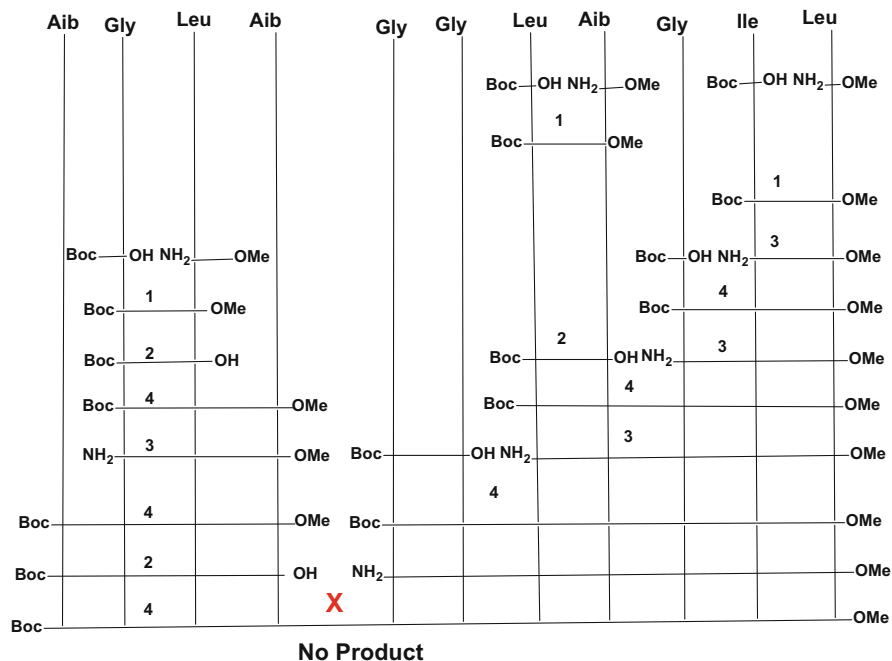 Aib Gly Leu Aib Gly Gly Leu Aib Gly Ile Leu
Boc OH NH2 OMe Boc OH NH2 OMe
1
Boc OMe
1
Boc OMe
Boc OH NH2 OMe Boc OH NH2 3 OMe
1 4
Boc OMe Boc OMe
2 2 3
Boc OH Boc OH NH2 OMe
4 4
Boc OMe Boc OMe
3 3
NH2 OMe Boc OH NH2 OMe
4 4
Boc OMe Boc OMe
2
Boc OH NH2 OMe
4 X
Boc OMe
No Product